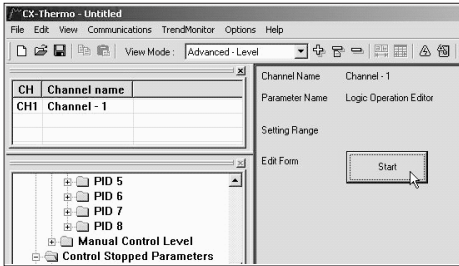 CX-Thermo - Untitled
File Edit View Communications TrendMonitor Options Help
View Mode : Advanced - Level
CH Channel name
CH1 Channel - 1
Channel Name Channel - 1
Parameter Name Logic Operation Editor
Setting Range
Edit Form Start
PID 5
PID 6
PID 7
PID 8
Manual Control Level
Control Stopped Parameters